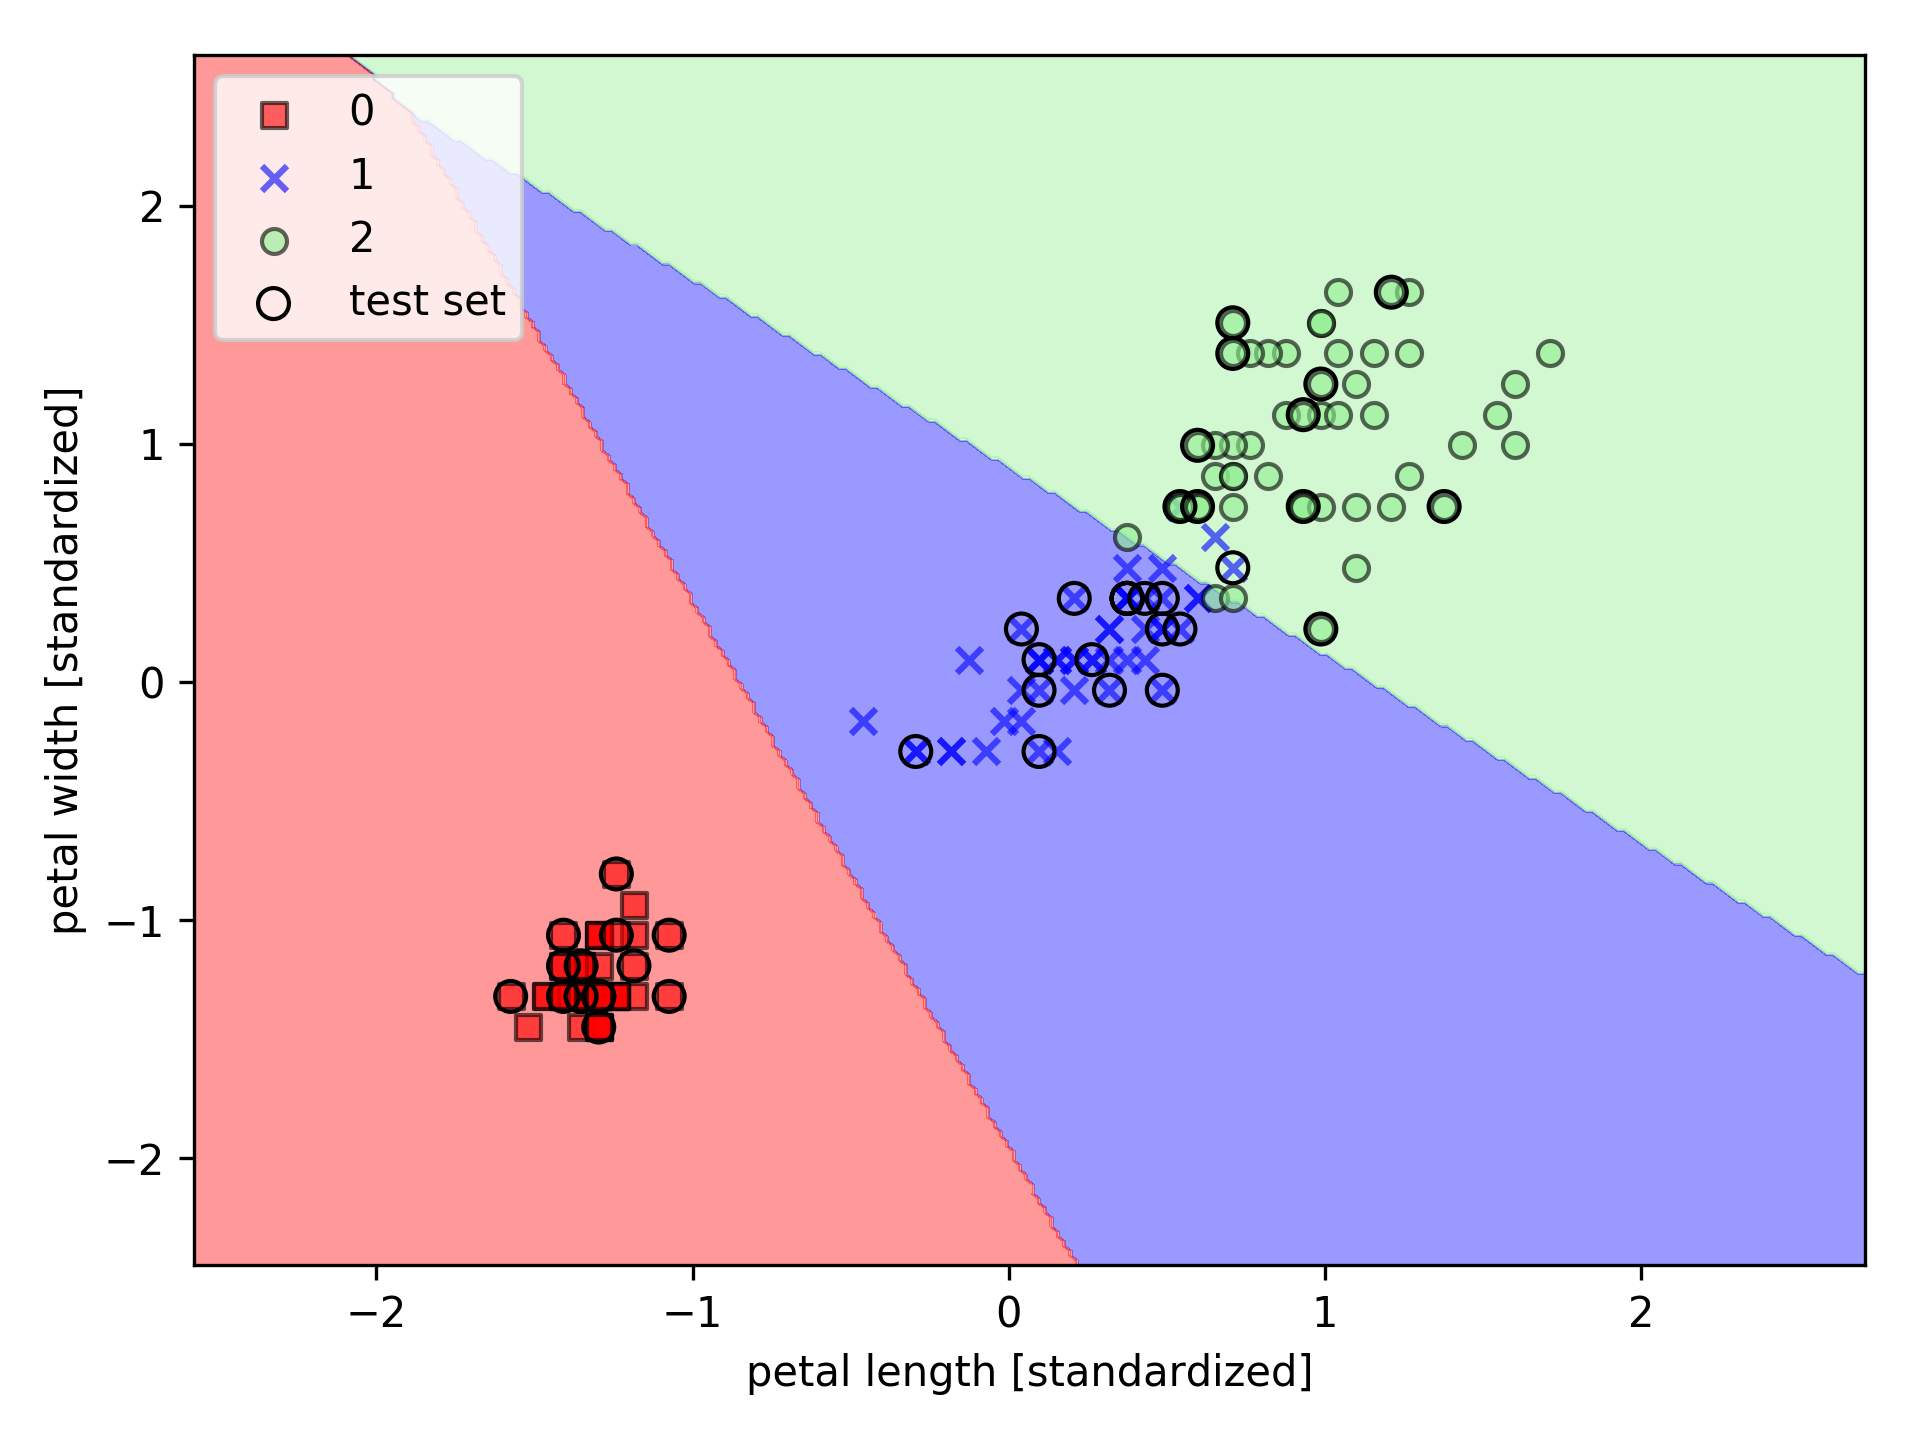 0
1
2
test set
2
1
0
−1
−2
petal width [standardized]
−2 −1 0 1 2
petal length [standardized]